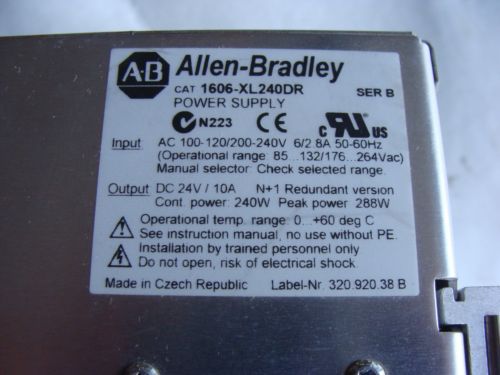 A-B Allen-Bradley
CAT 1606-XL240DR SER B
POWER SUPPLY
N223 CE c RU US
Input AC 100-120/200-240V 6/2.8A 50-60Hz
(Operational range: 85...132/176...264Vac)
Manual selector: Check selected range.
Output DC 24V / 10A N+1 Redundant version
Cont. power: 240W Peak power: 288W
Operational temp. range: 0...+60 deg C
See instruction manual, no use without PE.
Installation by trained personnel only
Do not open, risk of electrical shock.
Made in Czech Republic Label-Nr. 320.920.38 B